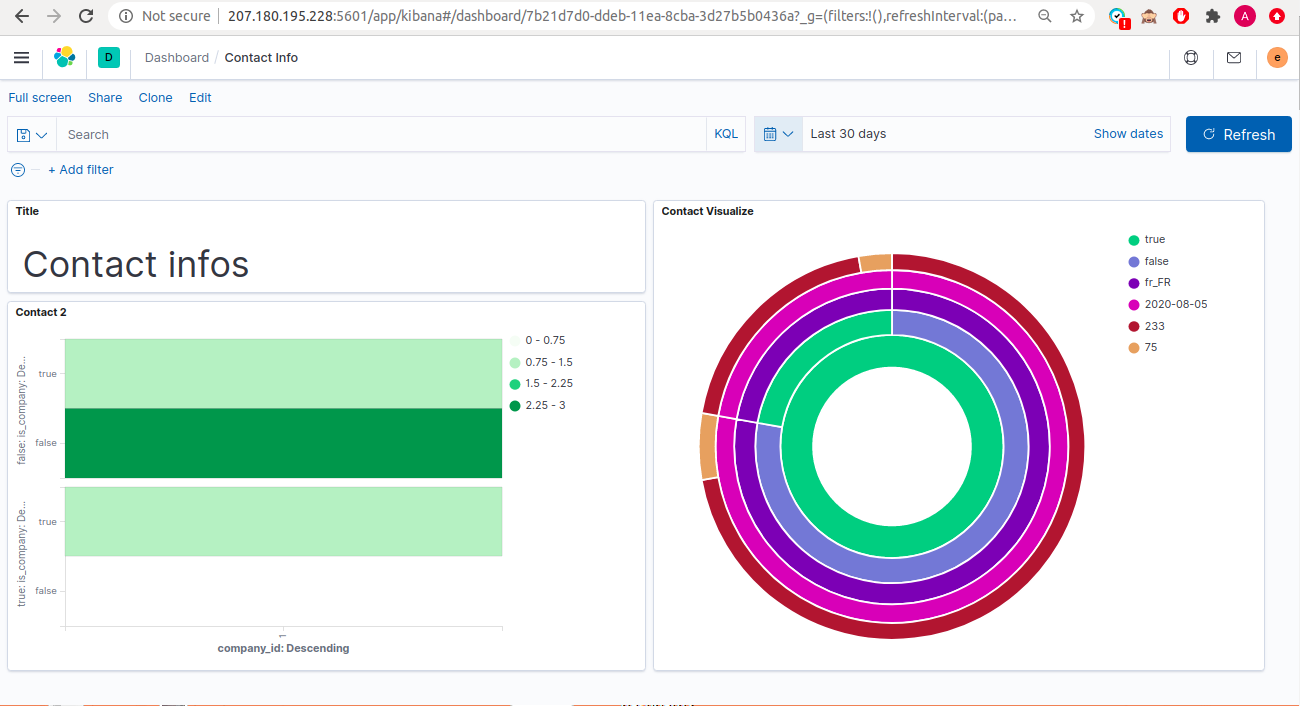 Not secure
207.180.195.228:5601/app/kibana#/dashboard/7b21d7d0-ddeb-11ea-8cba-3d27b5b0436a?_g=(filters:!(),refreshInterval:(pa...
A
D
Dashboard / Contact Info
e
Full screen Share Clone Edit
Search
KQL
Last 30 days
Show dates
Refresh
+ Add filter
Title
Contact infos
Contact 2
true
false
false: is_company: De...
true
false
true: is_company: De...
1
company_id: Descending
0 - 0.75
0.75 - 1.5
1.5 - 2.25
2.25 - 3
Contact Visualize
true
false
fr_FR
2020-08-05
233
75